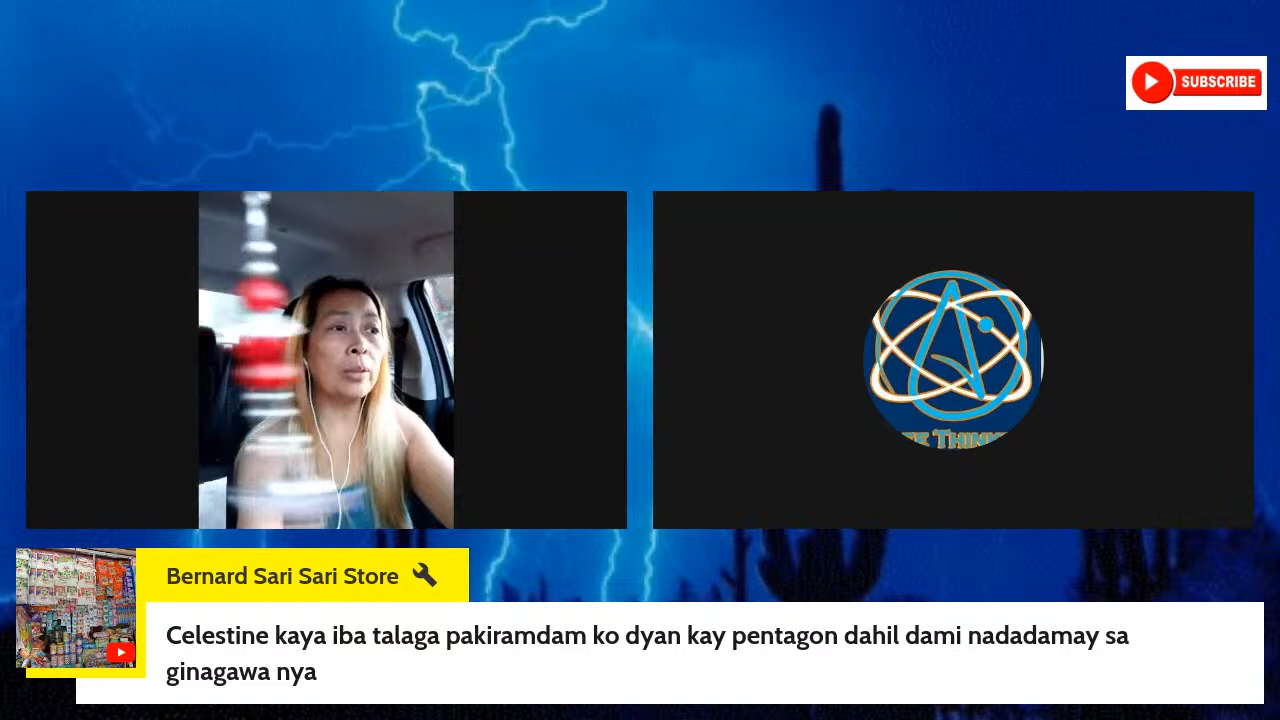 SUBSCRIBE
Bernard Sari Sari Store
Celestine kaya iba talaga pakiramdam ko dyan kay pentagon dahil dami nadadamay sa
ginagawa nya